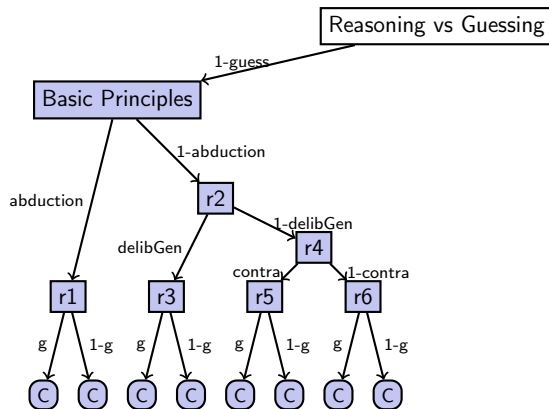 Reasoning vs Guessing
1-guess
Basic Principles
1-abduction
abduction
r2
1-delibGen
delibGen
r4
contra
1-contra
r1
r3
r5
r6
g
1-g
g
1-g
g
1-g
g
1-g
C
C
C
C
C
C
C
C